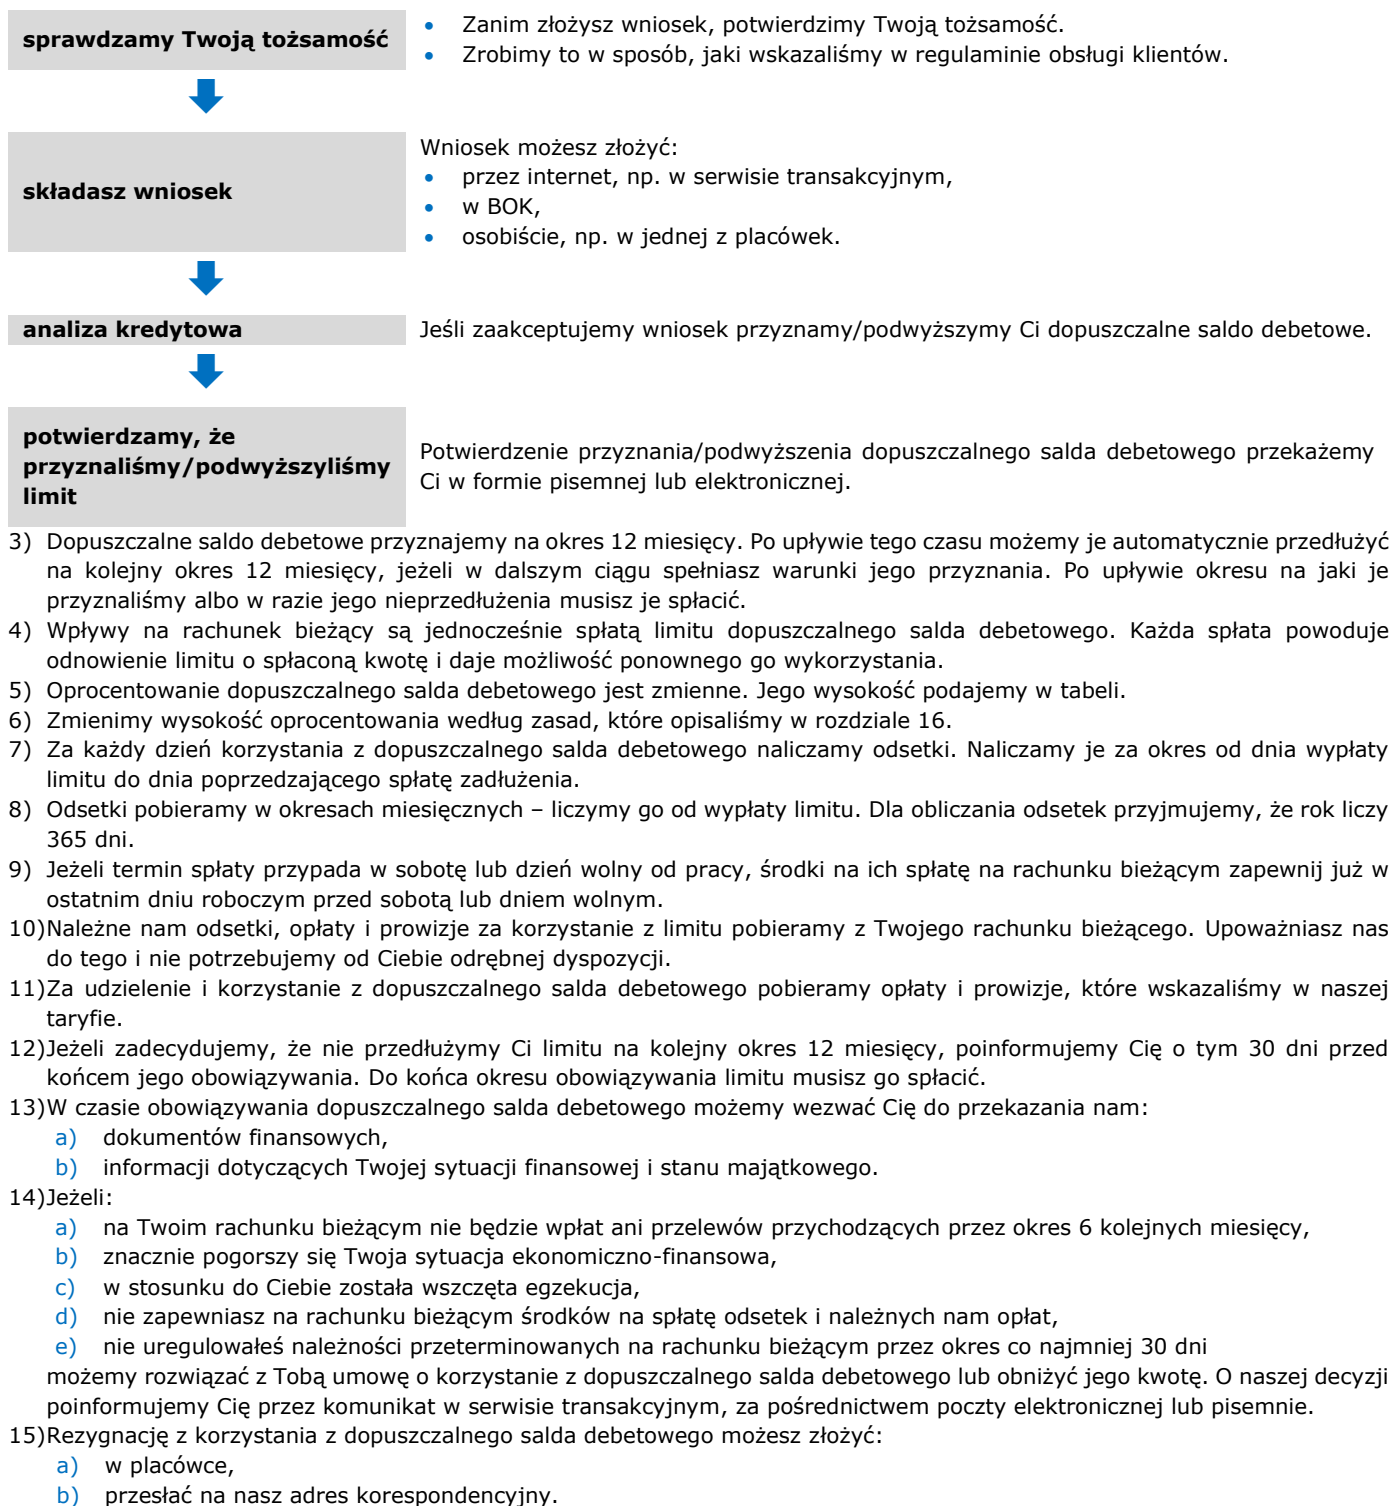 sprawdzamy Twoją tożsamość
• Zanim złożysz wniosek, potwierdzimy Twoją tożsamość.
• Zrobimy to w sposób, jaki wskazaliśmy w regulaminie obsługi klientów.
składasz wniosek
Wniosek możesz złożyć:
• przez internet, np. w serwisie transakcyjnym,
• w BOK,
• osobiście, np. w jednej z placówek.
analiza kredytowa
Jeśli zaakceptujemy wniosek przyznamy/podwyższymy Ci dopuszczalne saldo debetowe.
potwierdzamy, że
przyznaliśmy/podwyższyliśmy
limit
Potwierdzenie przyznania/podwyższenia dopuszczalnego salda debetowego przekażemy
Ci w formie pisemnej lub elektronicznej.
3) Dopuszczalne saldo debetowe przyznajemy na okres 12 miesięcy. Po upływie tego czasu możemy je automatycznie przedłużyć
na kolejny okres 12 miesięcy, jeżeli w dalszym ciągu spełniasz warunki jego przyznania. Po upływie okresu na jaki je
przyznaliśmy albo w razie jego nieprzedłużenia musisz je spłacić.
4) Wpływy na rachunek bieżący są jednocześnie spłatą limitu dopuszczalnego salda debetowego. Każda spłata powoduje
odnowienie limitu o spłaconą kwotę i daje możliwość ponownego go wykorzystania.
5) Oprocentowanie dopuszczalnego salda debetowego jest zmienne. Jego wysokość podajemy w tabeli.
6) Zmienimy wysokość oprocentowania według zasad, które opisaliśmy w rozdziale 16.
7) Za każdy dzień korzystania z dopuszczalnego salda debetowego naliczamy odsetki. Naliczamy je za okres od dnia wypłaty
limitu do dnia poprzedzającego spłatę zadłużenia.
8) Odsetki pobieramy w okresach miesięcznych – liczymy go od wypłaty limitu. Dla obliczania odsetek przyjmujemy, że rok liczy
365 dni.
9) Jeżeli termin spłaty przypada w sobotę lub dzień wolny od pracy, środki na ich spłatę na rachunku bieżącym zapewnij już w
ostatnim dniu roboczym przed sobotą lub dniem wolnym.
10)Należne nam odsetki, opłaty i prowizje za korzystanie z limitu pobieramy z Twojego rachunku bieżącego. Upoważniasz nas
do tego i nie potrzebujemy od Ciebie odrębnej dyspozycji.
11)Za udzielenie i korzystanie z dopuszczalnego salda debetowego pobieramy opłaty i prowizje, które wskazaliśmy w naszej
taryfie.
12)Jeżeli zadecydujemy, że nie przedłużymy Ci limitu na kolejny okres 12 miesięcy, poinformujemy Cię o tym 30 dni przed
końcem jego obowiązywania. Do końca okresu obowiązywania limitu musisz go spłacić.
13)W czasie obowiązywania dopuszczalnego salda debetowego możemy wezwać Cię do przekazania nam:
a) dokumentów finansowych,
b) informacji dotyczących Twojej sytuacji finansowej i stanu majątkowego.
14)Jeżeli:
a) na Twoim rachunku bieżącym nie będzie wpłat ani przelewów przychodzących przez okres 6 kolejnych miesięcy,
b) znacznie pogorszy się Twoja sytuacja ekonomiczno-finansowa,
c) w stosunku do Ciebie została wszczęta egzekucja,
d) nie zapewniasz na rachunku bieżącym środków na spłatę odsetek i należnych nam opłat,
e) nie uregulowałeś należności przeterminowanych na rachunku bieżącym przez okres co najmniej 30 dni
możemy rozwiązać z Tobą umowę o korzystanie z dopuszczalnego salda debetowego lub obniżyć jego kwotę. O naszej decyzji
poinformujemy Cię przez komunikat w serwisie transakcyjnym, za pośrednictwem poczty elektronicznej lub pisemnie.
15)Rezygnację z korzystania z dopuszczalnego salda debetowego możesz złożyć:
a) w placówce,
b) przesłać na nasz adres korespondencyjny.